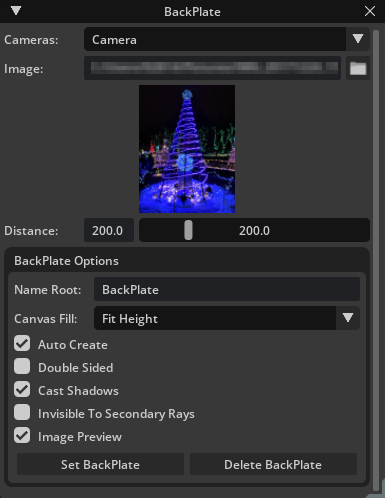 BackPlate
Cameras: Camera
Image:
Distance: 200.0 200.0
BackPlate Options
Name Root: BackPlate
Canvas Fill: Fit Height
Auto Create
Double Sided
Cast Shadows
Invisible To Secondary Rays
Image Preview
Set BackPlate Delete BackPlate